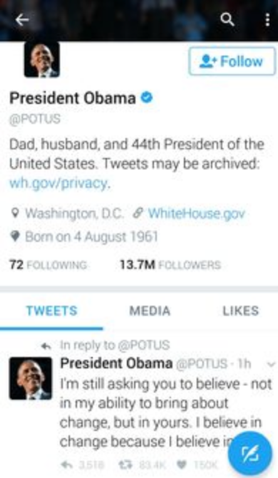 Follow
President Obama
@POTUS
Dad, husband, and 44th President of the
United States. Tweets may be archived:
wh.gov/privacy.
Washington, D.C. WhiteHouse.gov
Born on 4 August 1961
72 FOLLOWING 13.7M FOLLOWERS
TWEETS MEDIA LIKES
In reply to @POTUS
President Obama @POTUS · 1h
I'm still asking you to believe - not
in my ability to bring about
change, but in yours. I believe in
change because I believe in
3,516 83.4K 150K